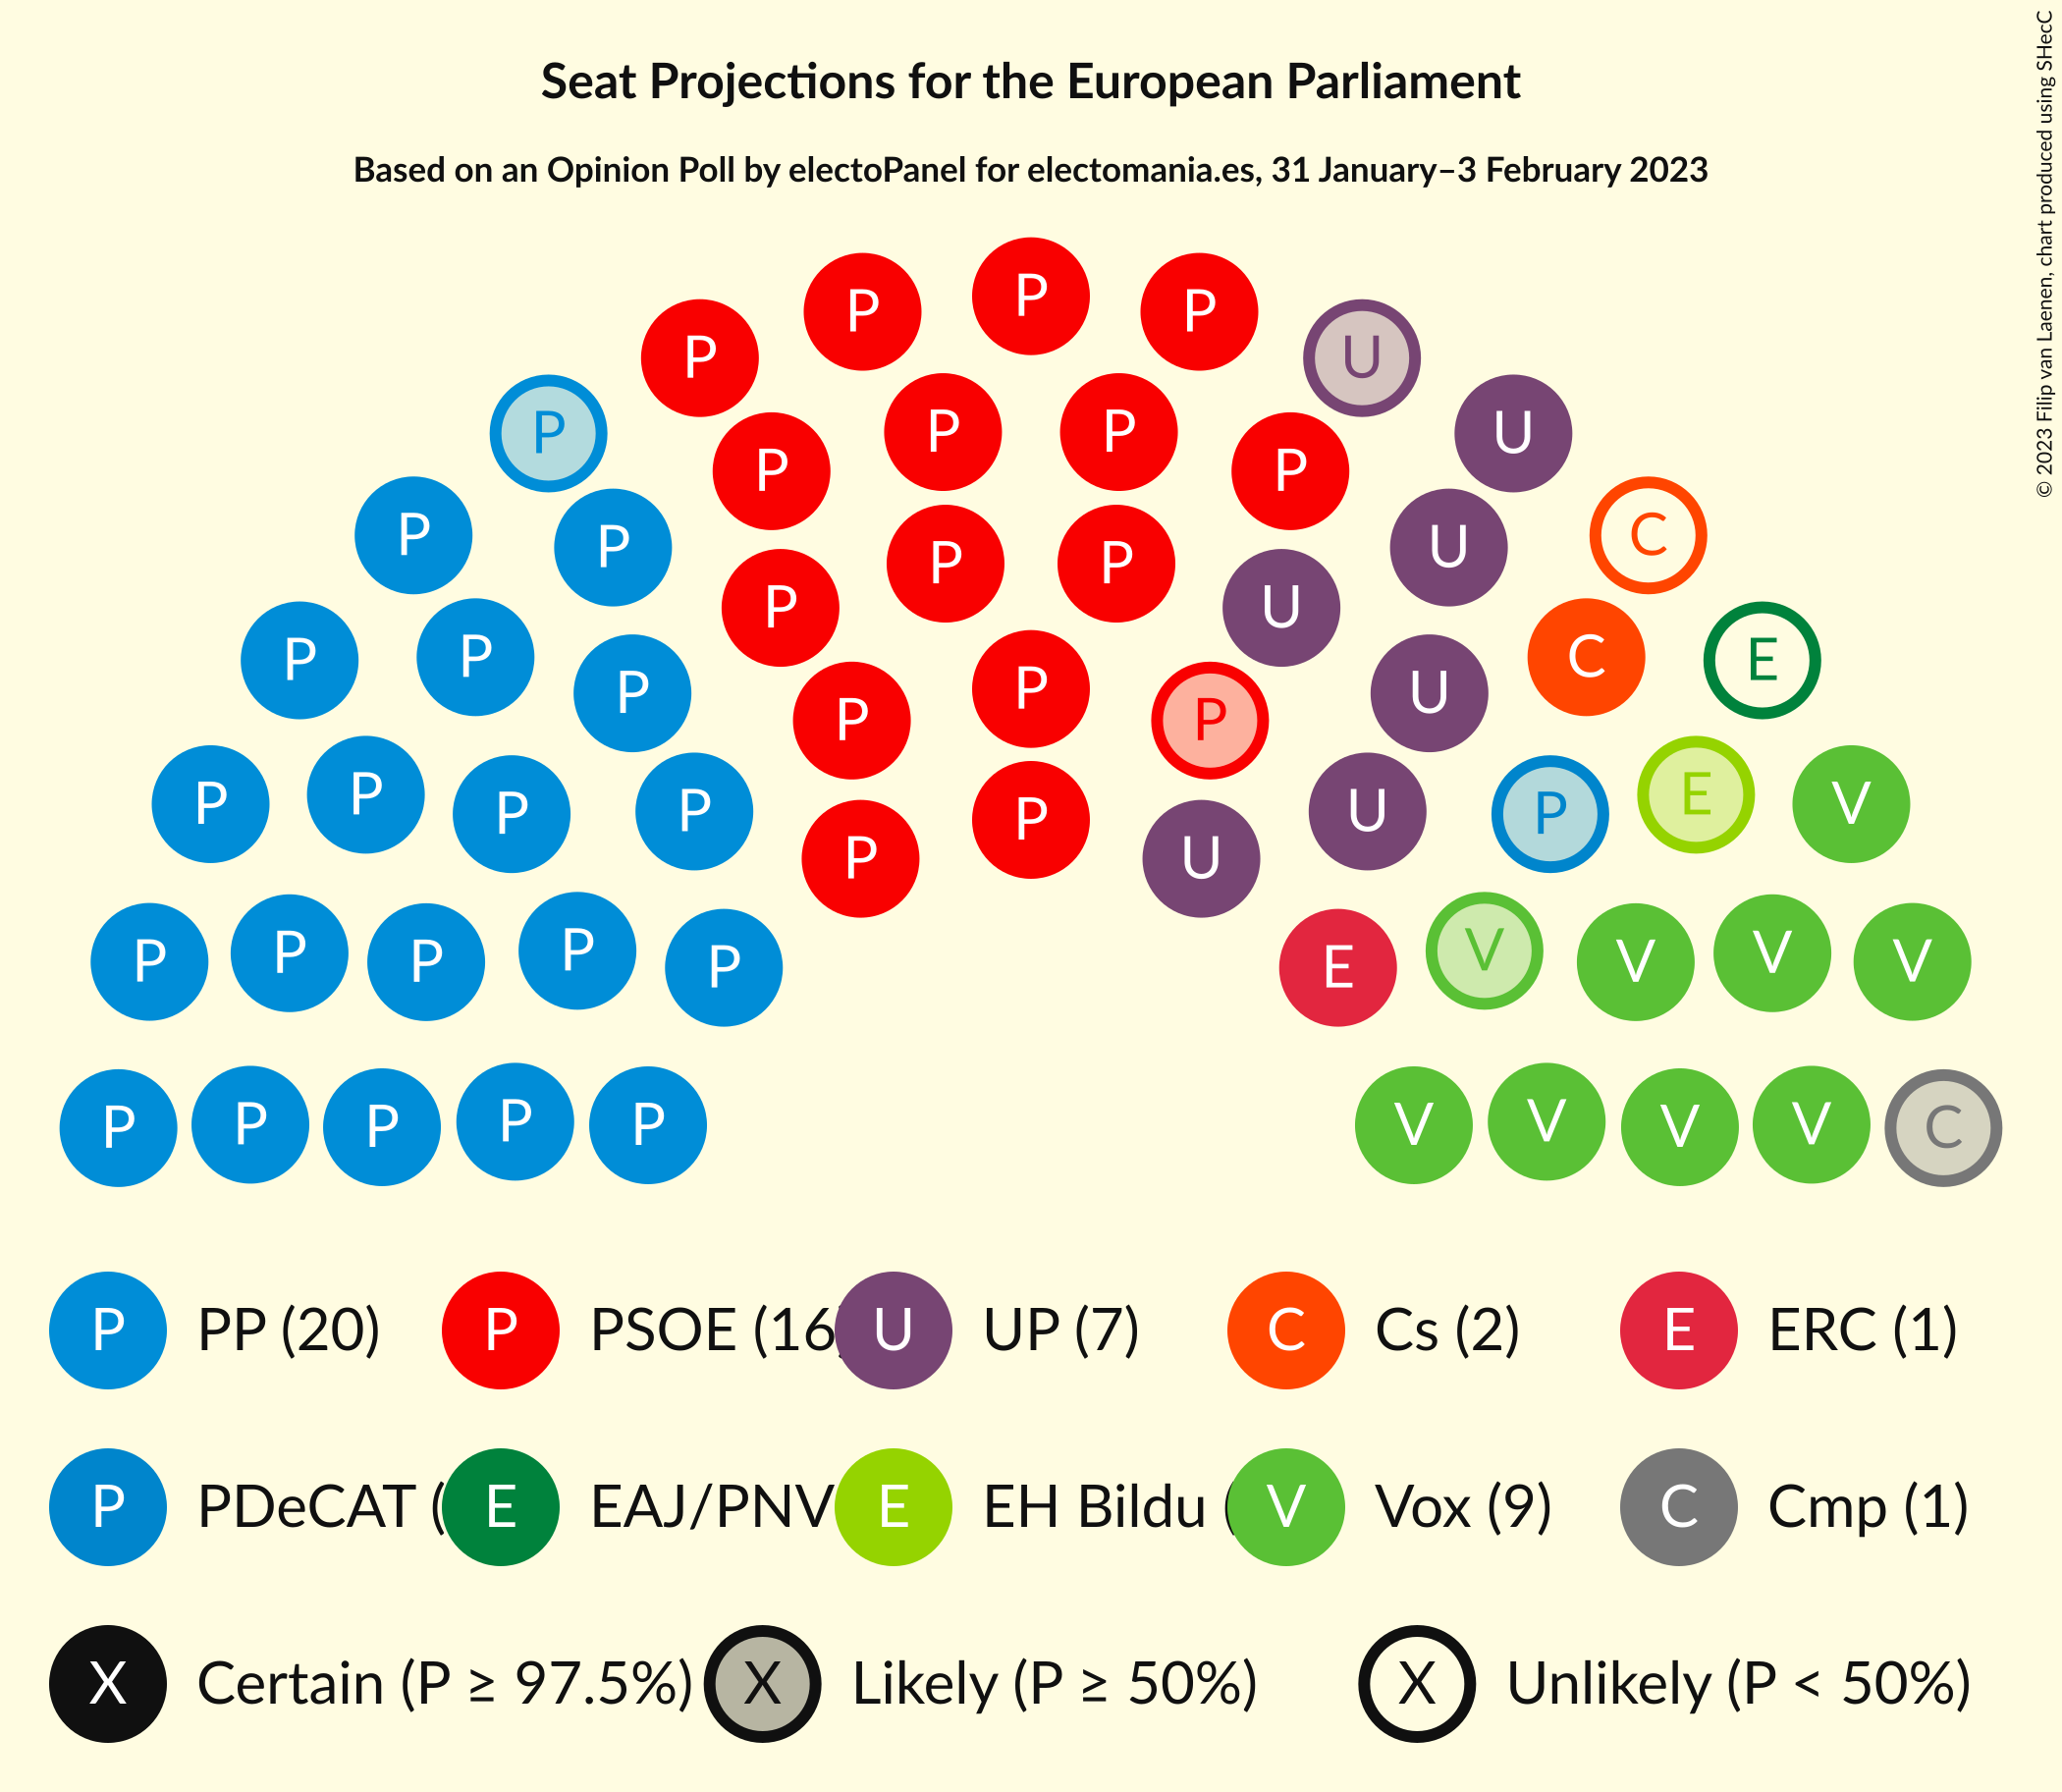 Seat Projections for the European Parliament
Based on an Opinion Poll by electoPanel for electomania.es, 31 January–3 February 2023
© 2023 Filip van Laenen, chart produced using SHecC
P
P P
P U
P P P U
P P
P C
P U
P P
P U
P P C E
P P U
P P
P P P P P U P E V
P U
P P P P P E V V V V
P P P P P V V V V C
P PP (20) P PSOE (16 U UP (7) C Cs (2) E ERC (1)
P PDeCAT ( E EAJ/PNV E EH Bildu ( V Vox (9) C Cmp (1)
X Certain (P ≥ 97.5%) X Likely (P ≥ 50%) X Unlikely (P < 50%)